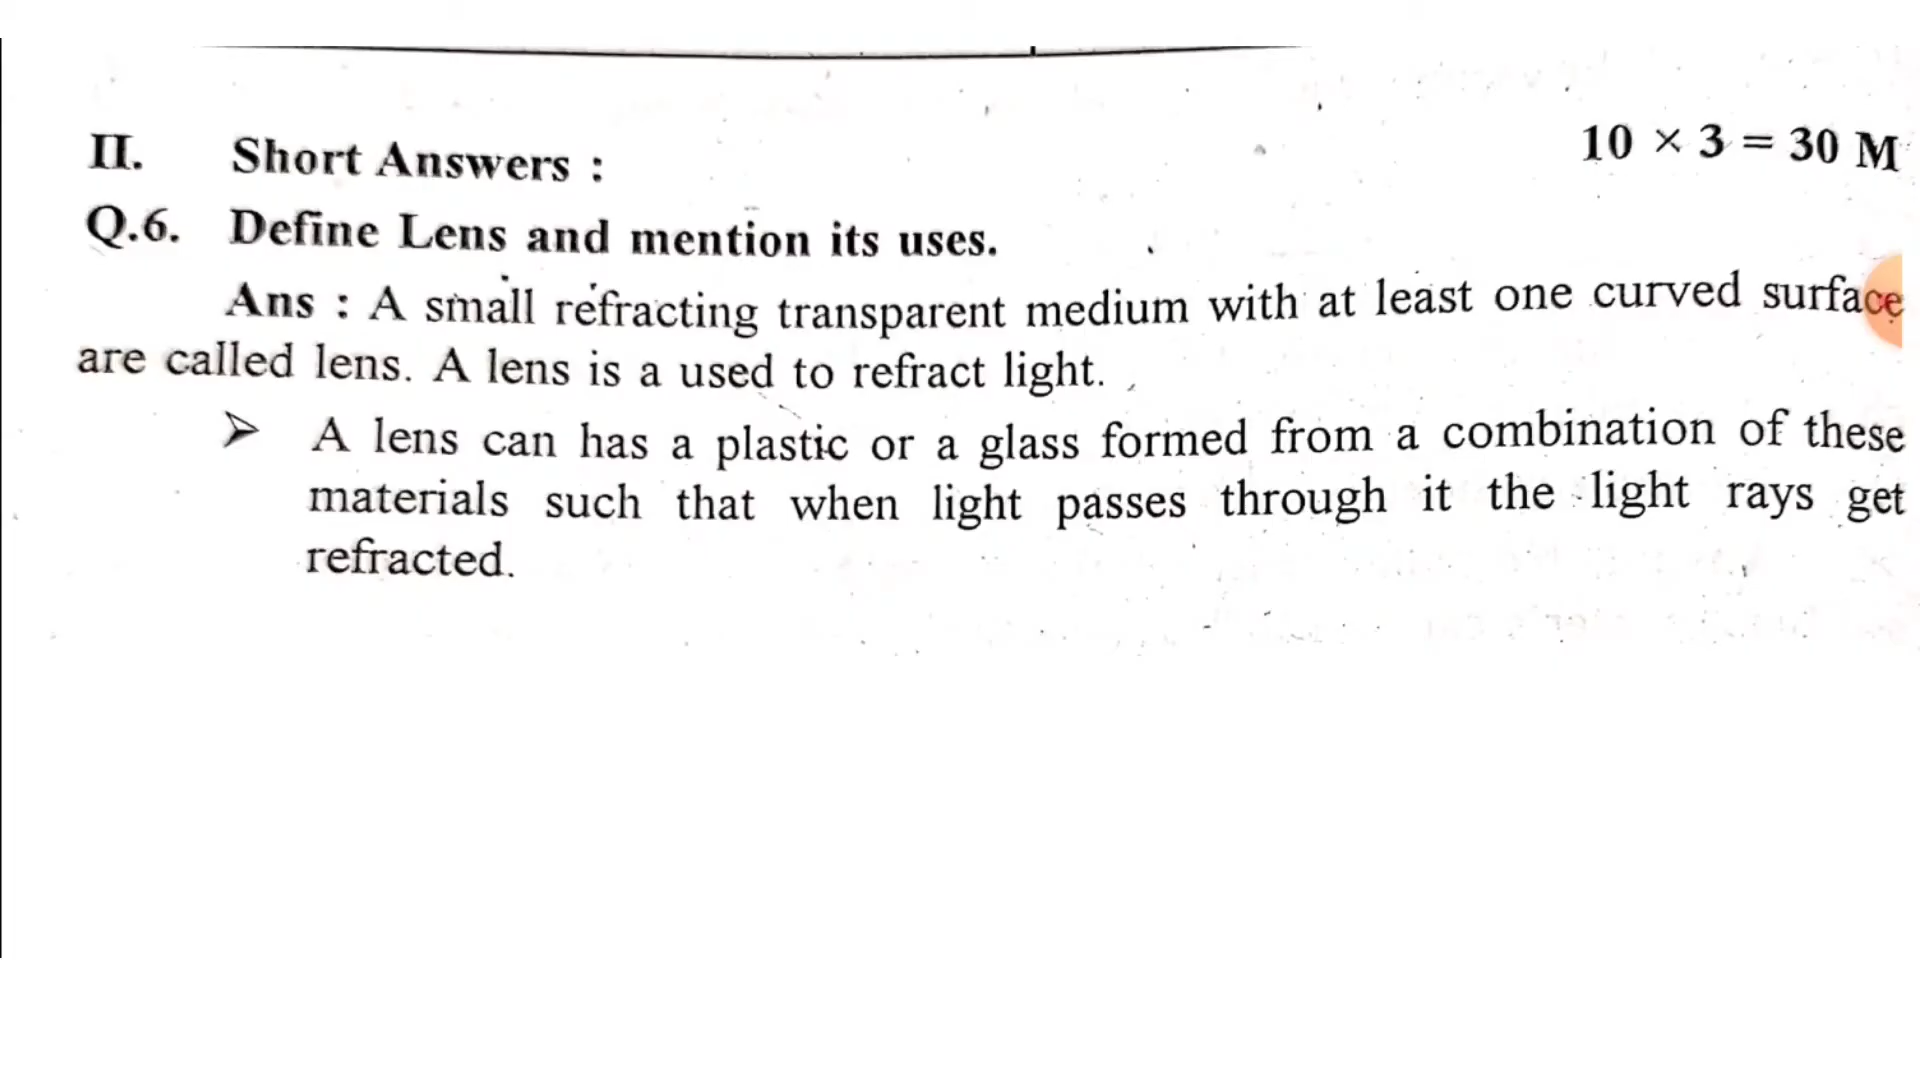 II. Short Answers : 10 × 3 = 30 M
Q.6. Define Lens and mention its uses.
Ans : A small refracting transparent medium with at least one curved surface
are called lens. A lens is a used to refract light.
➢ A lens can has a plastic or a glass formed from a combination of these
materials such that when light passes through it the light rays get
refracted.